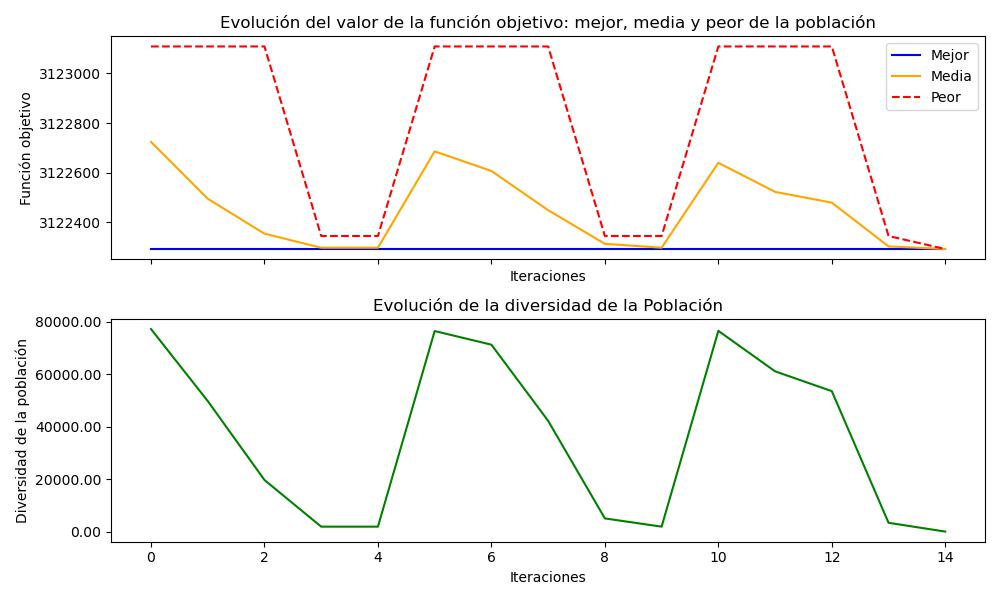 Evolución del valor de la función objetivo: mejor, media y peor de la población
Función objetivo
3123000
3122800
3122600
3122400
Mejor
Media
Peor
Iteraciones
Evolución de la diversidad de la Población
Diversidad de la población
80000.00
60000.00
40000.00
20000.00
0.00
0 2 4 6 8 10 12 14
Iteraciones